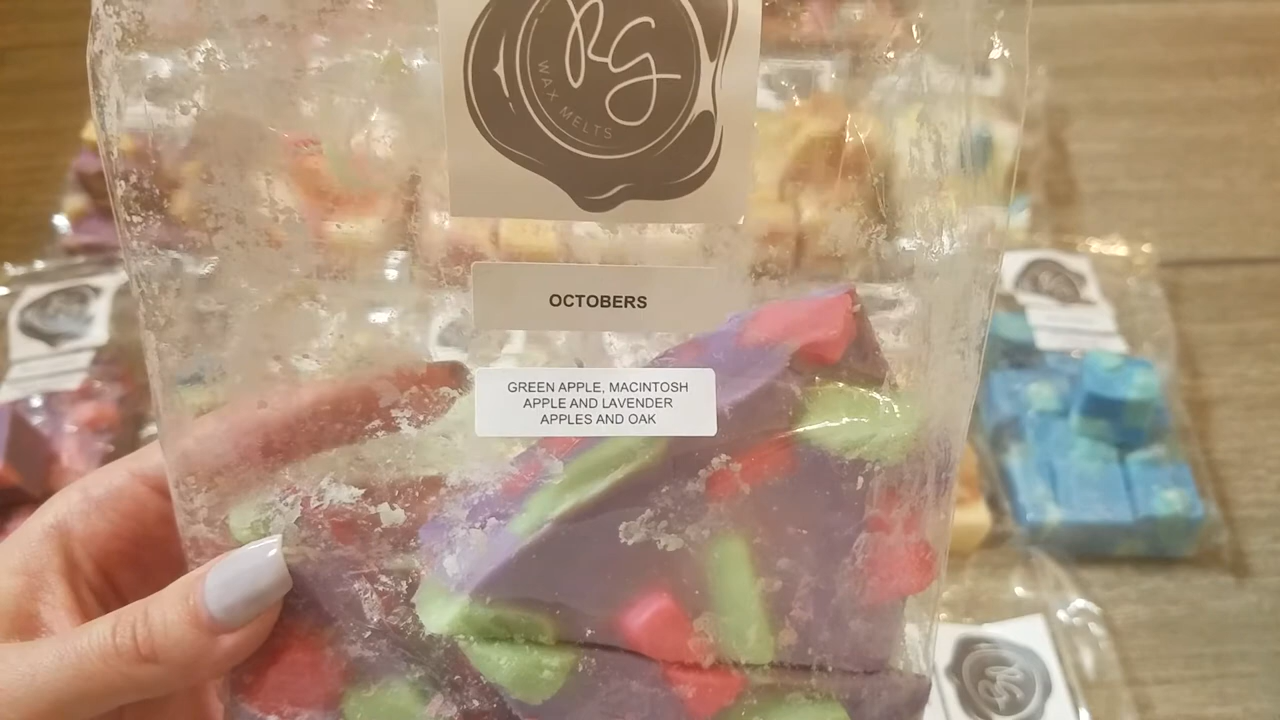 RG
WAX MELTS
OCTOBERS
GREEN APPLE, MACINTOSH
APPLE AND LAVENDER
APPLES AND OAK